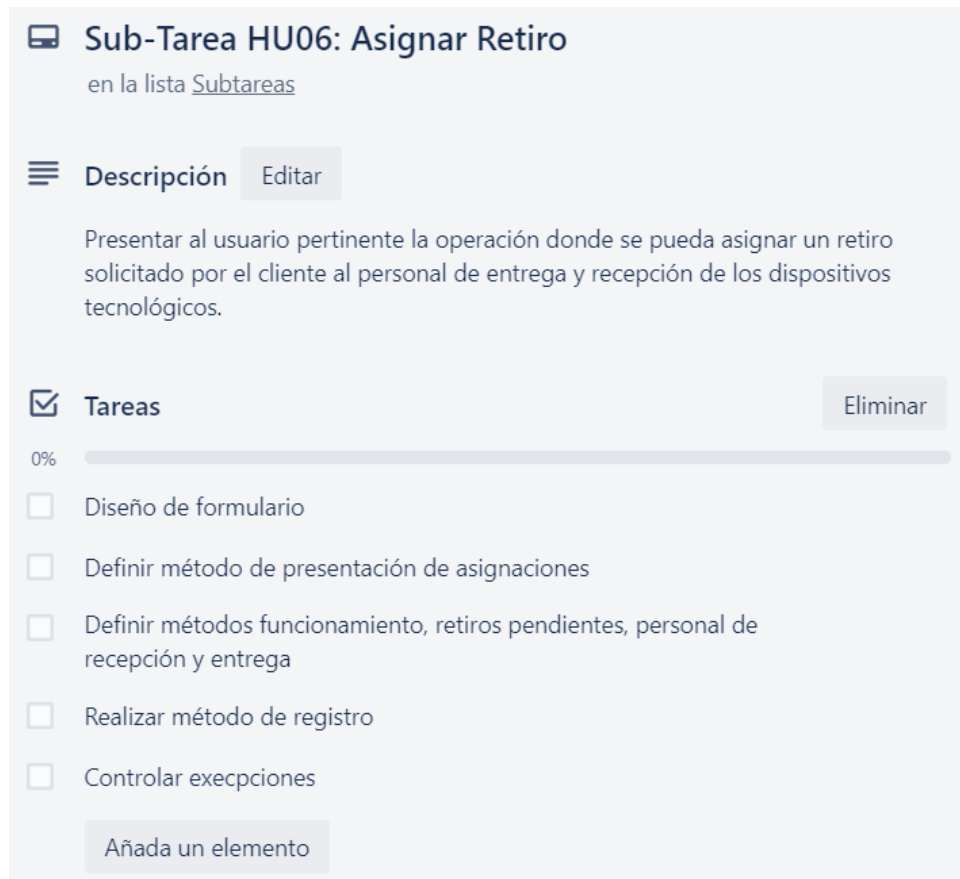 Sub-Tarea HU06: Asignar Retiro
en la lista Subtareas
Descripción Editar
Presentar al usuario pertinente la operación donde se pueda asignar un retiro
solicitado por el cliente al personal de entrega y recepción de los dispositivos
tecnológicos.
Tareas Eliminar
0%
Diseño de formulario
Definir método de presentación de asignaciones
Definir métodos funcionamiento, retiros pendientes, personal de
recepción y entrega
Realizar método de registro
Controlar execpciones
Añada un elemento